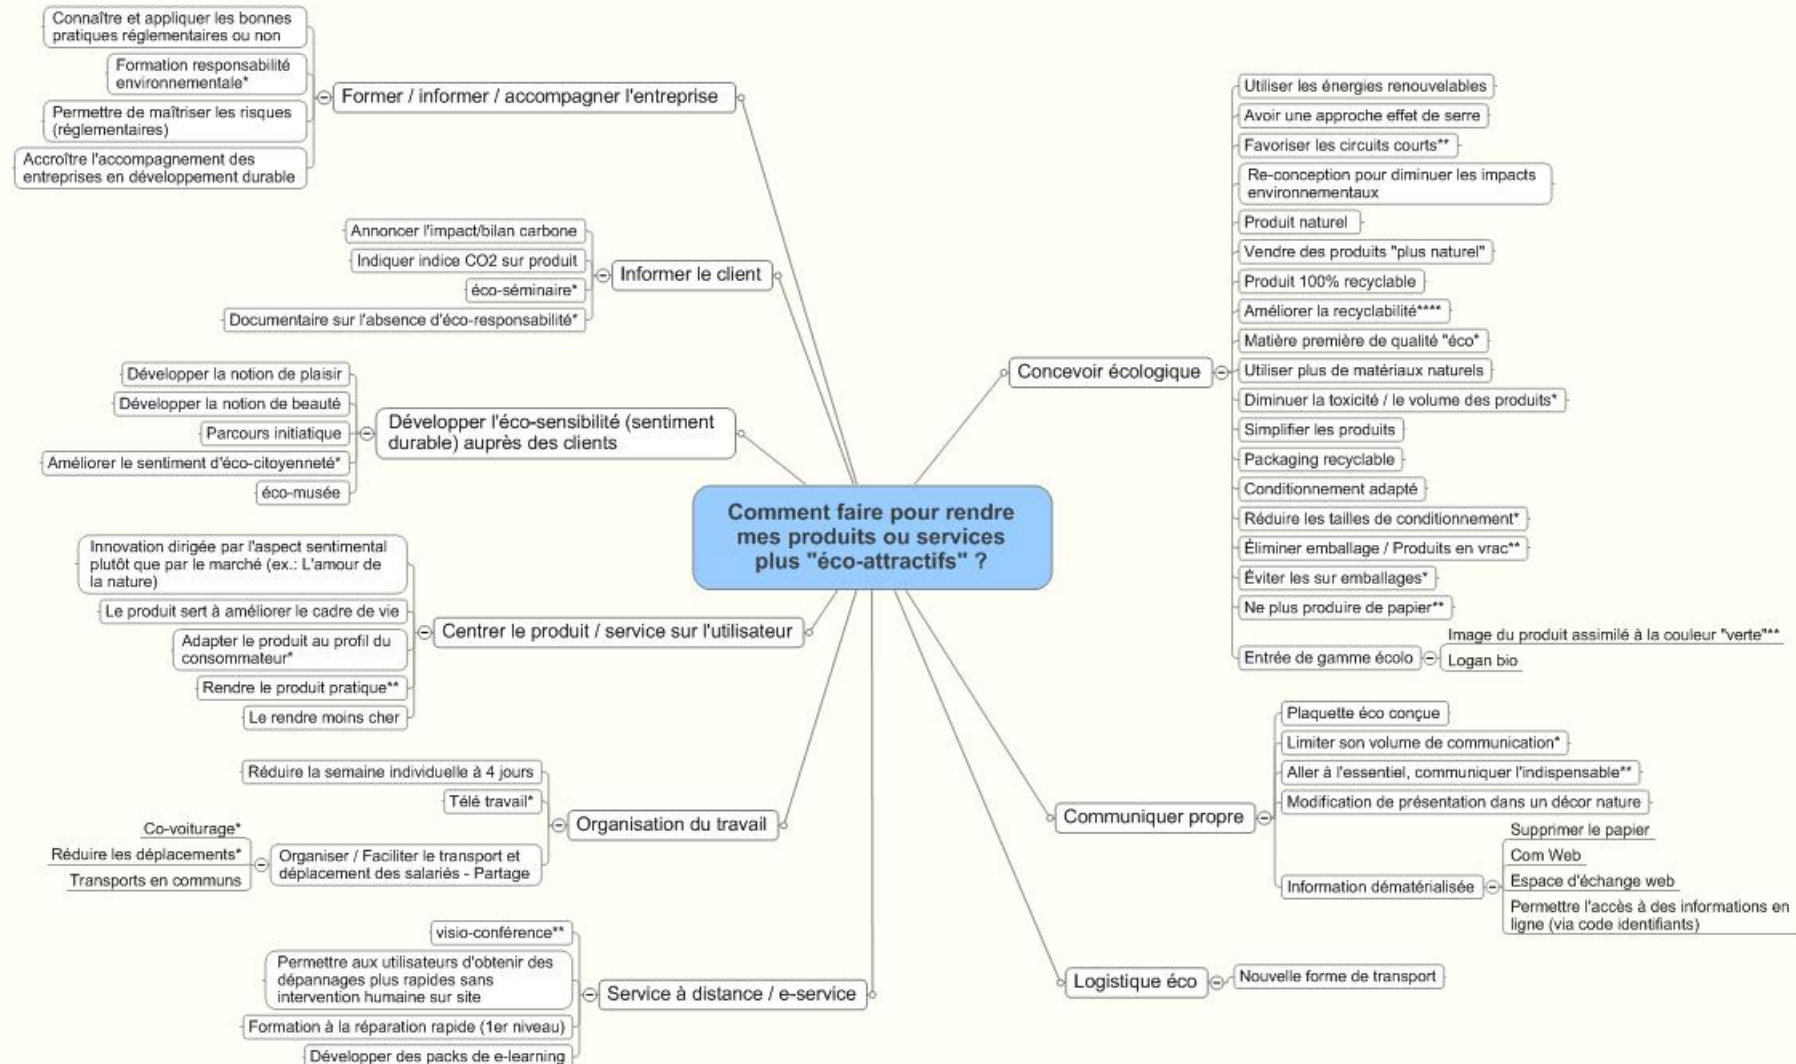 Connaître et appliquer les bonnes
pratiques réglementaires ou non
Formation responsabilité
environnementale*
Permettre de maîtriser les risques
(réglementaires)
Accroître l'accompagnement des
entreprises en développement durable
Former / informer / accompagner l'entreprise
Annoncer l'impact/bilan carbone
Indiquer indice CO2 sur produit
éco-séminaire*
Documentaire sur l'absence d'éco-responsabilité*
Informer le client
Développer la notion de plaisir
Développer la notion de beauté
Parcours initiatique
Améliorer le sentiment d'éco-citoyenneté*
éco-musée
Développer l'éco-sensibilité (sentiment
durable) auprès des clients
Innovation dirigée par l'aspect sentimental
plutôt que par le marché (ex.: L'amour de
la nature)
Le produit sert à améliorer le cadre de vie
Adapter le produit au profil du
consommateur*
Rendre le produit pratique**
Le rendre moins cher
Centrer le produit / service sur l'utilisateur
Réduire la semaine individuelle à 4 jours
Télé travail*
Co-voiturage*
Réduire les déplacements*
Transports en communs
Organiser / Faciliter le transport et
déplacement des salariés - Partage
Organisation du travail
visio-conférence**
Permettre aux utilisateurs d'obtenir des
dépannages plus rapides sans
intervention humaine sur site
Formation à la réparation rapide (1er niveau)
Développer des packs de e-learning
Service à distance / e-service
Comment faire pour rendre
mes produits ou services
plus "éco-attractifs" ?
Concevoir écologique
Utiliser les énergies renouvelables
Avoir une approche effet de serre
Favoriser les circuits courts**
Re-conception pour diminuer les impacts
environnementaux
Produit naturel
Vendre des produits "plus naturel"
Produit 100% recyclable
Améliorer la recyclabilité****
Matière première de qualité "éco"
Utiliser plus de matériaux naturels
Diminuer la toxicité / le volume des produits*
Simplifier les produits
Packaging recyclable
Conditionnement adapté
Réduire les tailles de conditionnement*
Éliminer emballage / Produits en vrac**
Éviter les sur emballages*
Ne plus produire de papier**
Entrée de gamme écolo
Image du produit assimilé à la couleur "verte"**
Logan bio
Communiquer propre
Plaquette éco conçue
Limiter son volume de communication*
Aller à l'essentiel, communiquer l'indispensable**
Modification de présentation dans un décor nature
Information dématérialisée
Supprimer le papier
Com Web
Espace d'échange web
Permettre l'accès à des informations en
ligne (via code identifiants)
Logistique éco
Nouvelle forme de transport